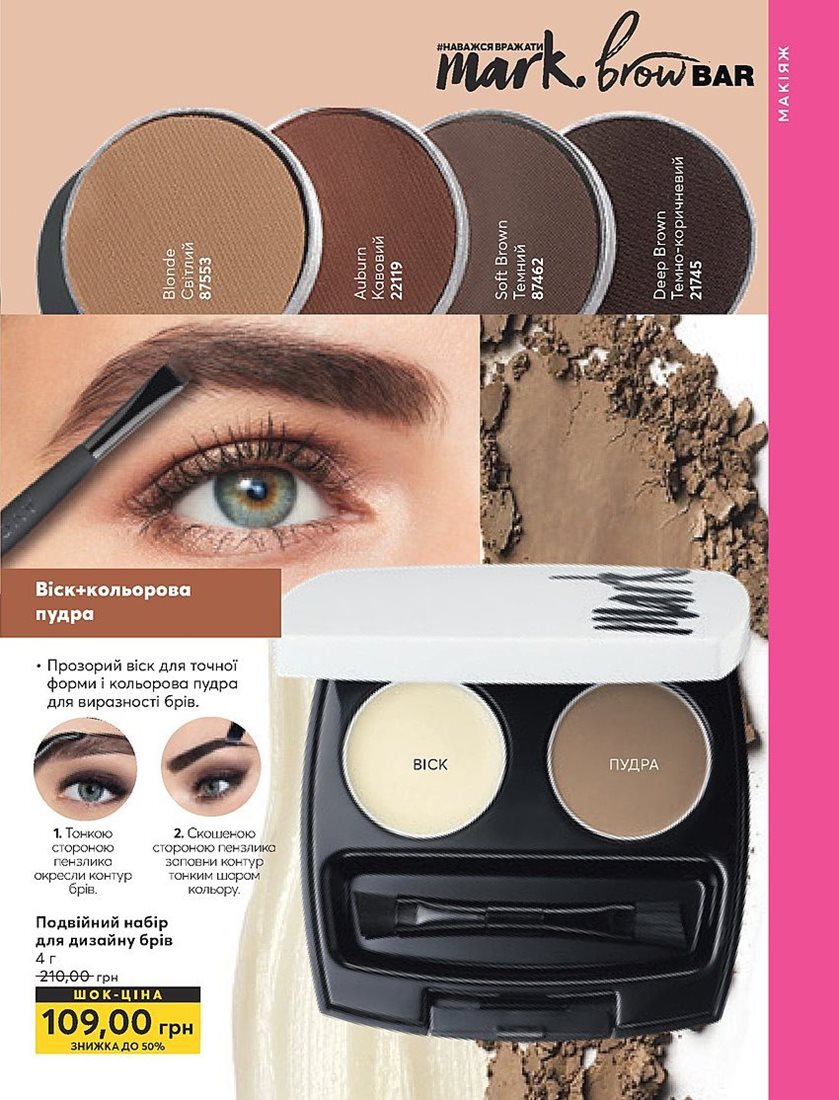 #НАВАЖСЯ ВРАЖАТИ
mark. brow BAR
МАКІЯЖ
Blonde
Світлий
87553
Auburn
Кавовий
22119
Soft Brown
Темний
87462
Deep Brown
Темно-коричневий
21745
Віск+кольорова
пудра
mark.
• Прозорий віск для точної
форми і кольорова пудра
для виразності брів.
ВІСК
ПУДРА
1. Тонкою
стороною
пензлика
окресли контур
брів.
2. Скошеною
стороною пензлика
заповни контур
тонким шаром
кольору.
Подвійний набір
для дизайну брів
4 г
210,00 грн
ШОК-ЦІНА
109,00 грн
ЗНИЖКА ДО 50%